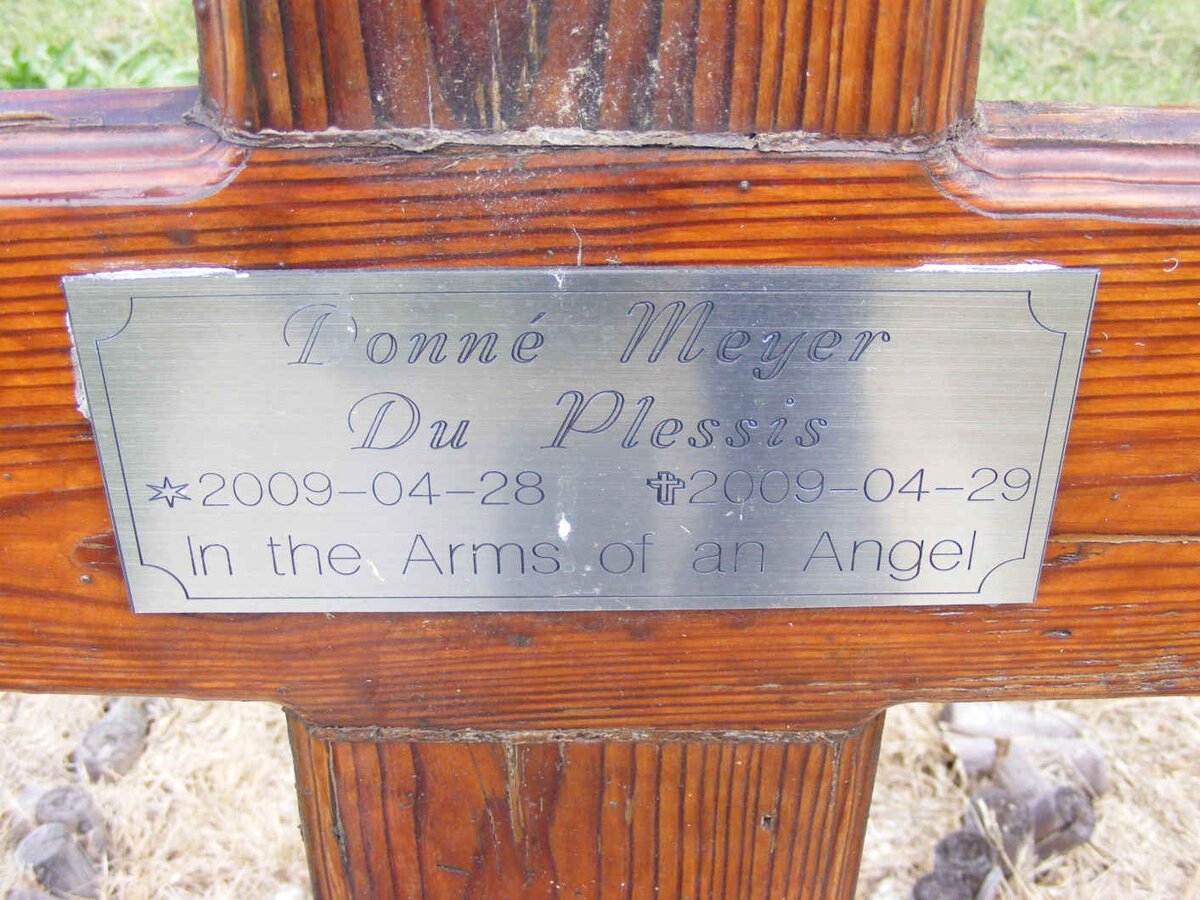 Donné Meyer
Du Plessis
✡2009-04-28 ✝2009-04-29
In the Arms of an Angel